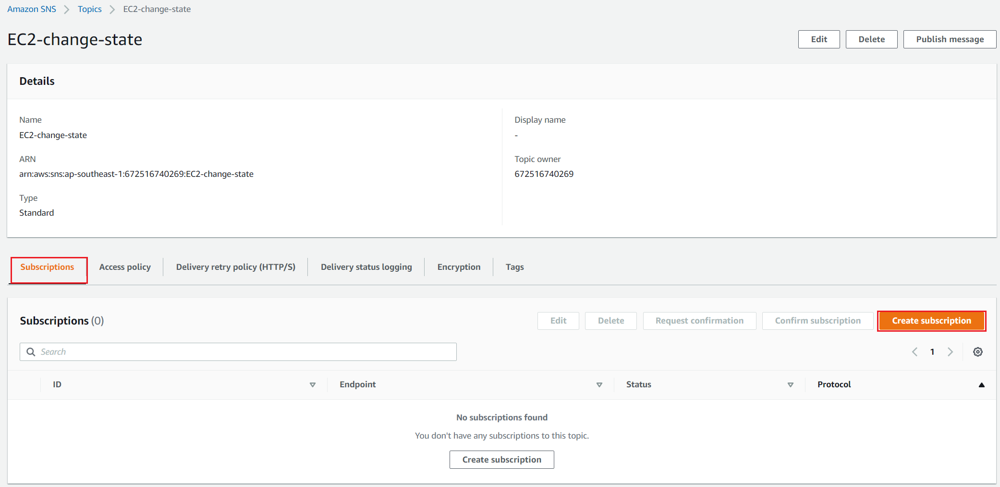 Amazon SNS > Topics > EC2-change-state
EC2-change-state
Edit Delete Publish message
Details
Name
EC2-change-state
ARN
arn:aws:sns:ap-southeast-1:672516740269:EC2-change-state
Type
Standard
Display name
-
Topic owner
672516740269
Subscriptions Access policy Delivery retry policy (HTTP/S) Delivery status logging Encryption Tags
Subscriptions (0)
Edit Delete Request confirmation Confirm subscription Create subscription
Search
1
ID Endpoint Status Protocol
No subscriptions found
You don't have any subscriptions to this topic.
Create subscription